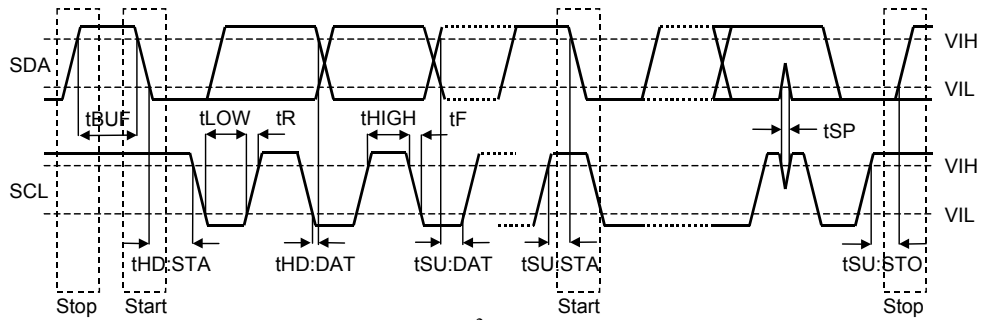 SDA
VIH
VIL
tBUF
tLOW
tR
tHIGH
tF
tSP
SCL
VIH
VIL
tHD:STA
tHD:DAT
tSU:DAT
tSU:STA
tSU:STO
Stop
Start
Start
Stop